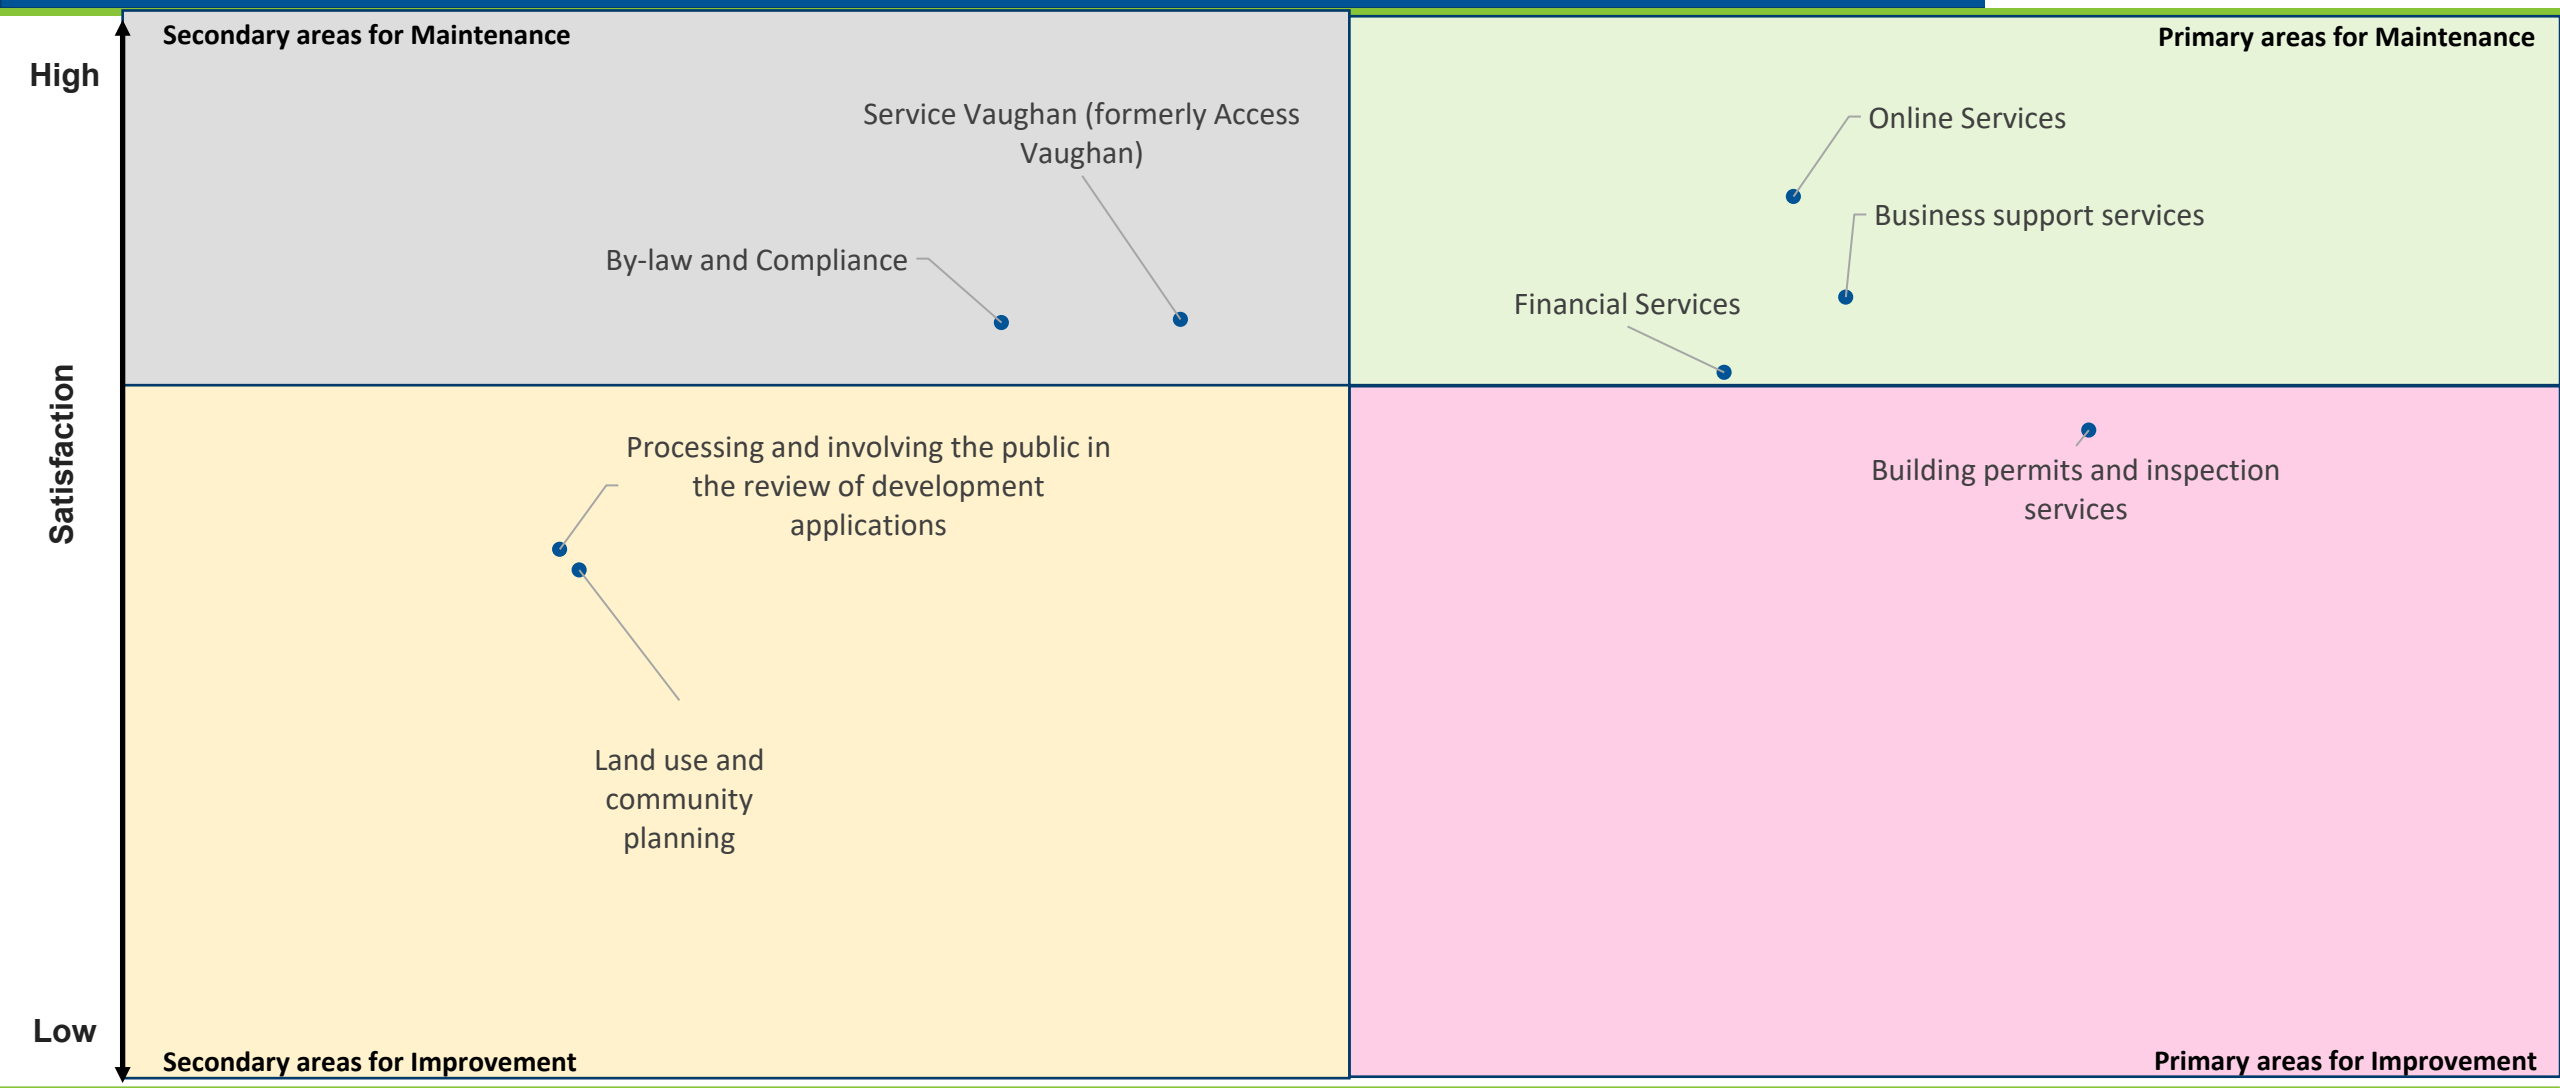 Secondary areas for Maintenance
Primary areas for Maintenance
High
Service Vaughan (formerly Access
Vaughan)
Online Services
Business support services
By-law and Compliance
Financial Services
Satisfaction
Processing and involving the public in
the review of development
applications
Building permits and inspection
services
Land use and
community
planning
Low
Secondary areas for Improvement
Primary areas for Improvement